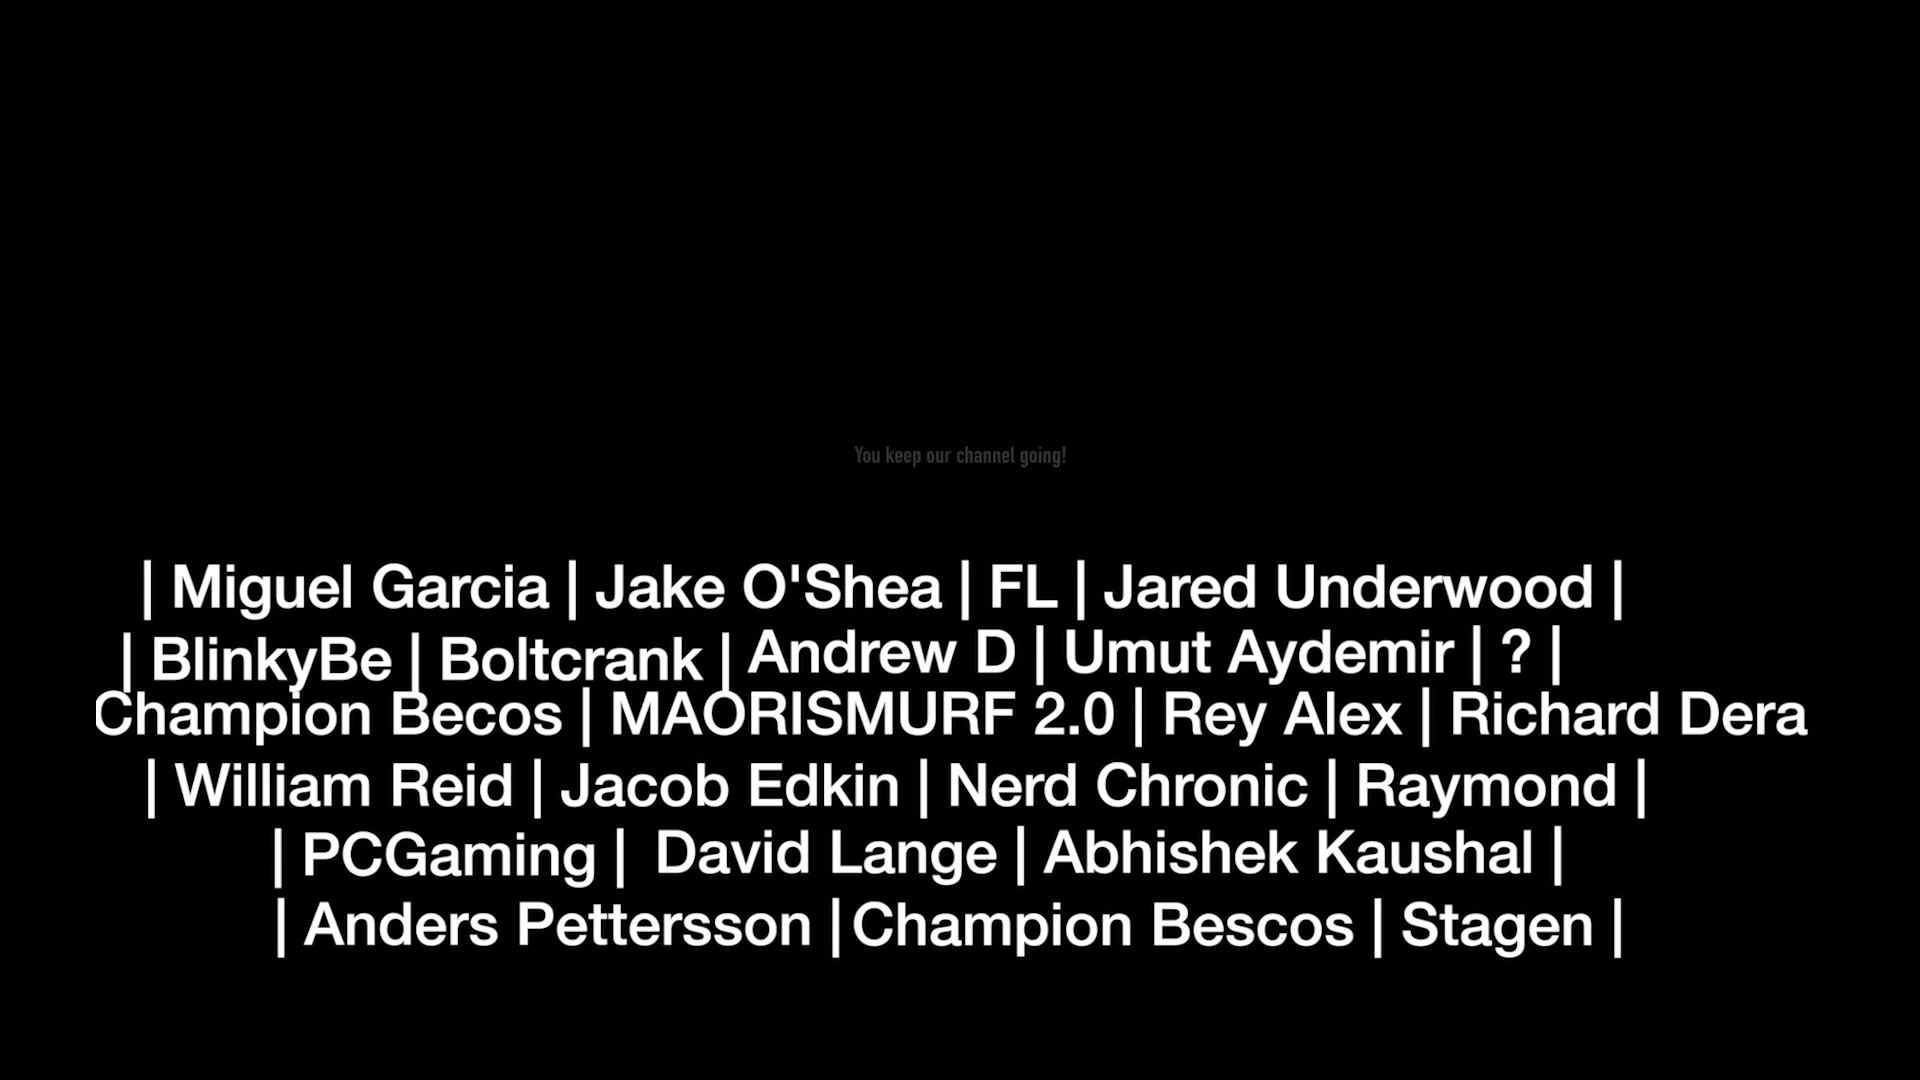 You keep our channel going!
| Miguel Garcia | Jake O'Shea | FL | Jared Underwood |
| BlinkyBe | Boltcrank | Andrew D | Umut Aydemir | ? |
Champion Becos | MAORISMURF 2.0 | Rey Alex | Richard Dera
| William Reid | Jacob Edkin | Nerd Chronic | Raymond |
| PCGaming | David Lange | Abhishek Kaushal |
| Anders Pettersson | Champion Bescos | Stagen |